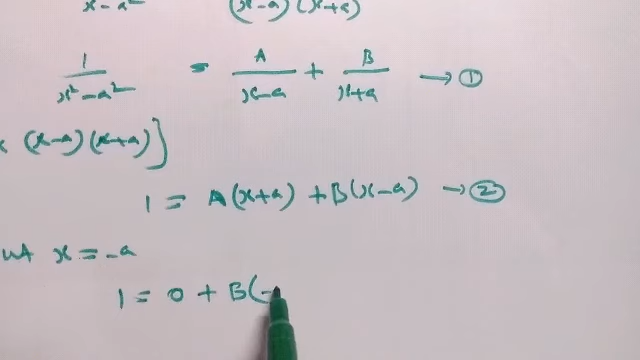 x - a² (x-a) (x+a)
1/(x² - a²) = A/(x-a) + B/(x+a) → ①
(x-a) (x+a)]
1 = A(x+a) + B(x-a) → ②
x = -a
1 = 0 + B(-